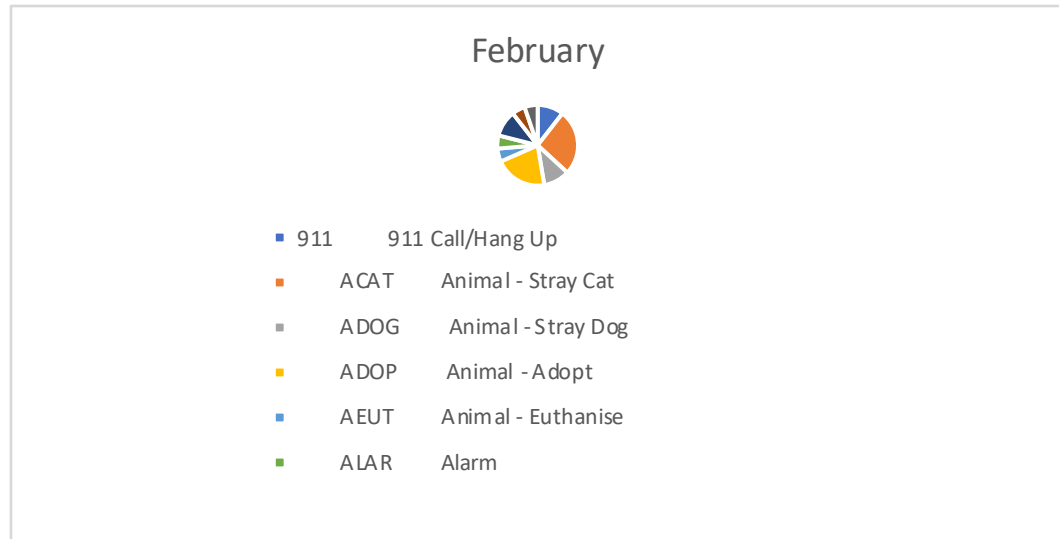 February
911 911 Call/Hang Up
ACAT Animal - Stray Cat
ADOG Animal - Stray Dog
ADOP Animal - Adopt
AEUT Animal - Euthanise
ALAR Alarm